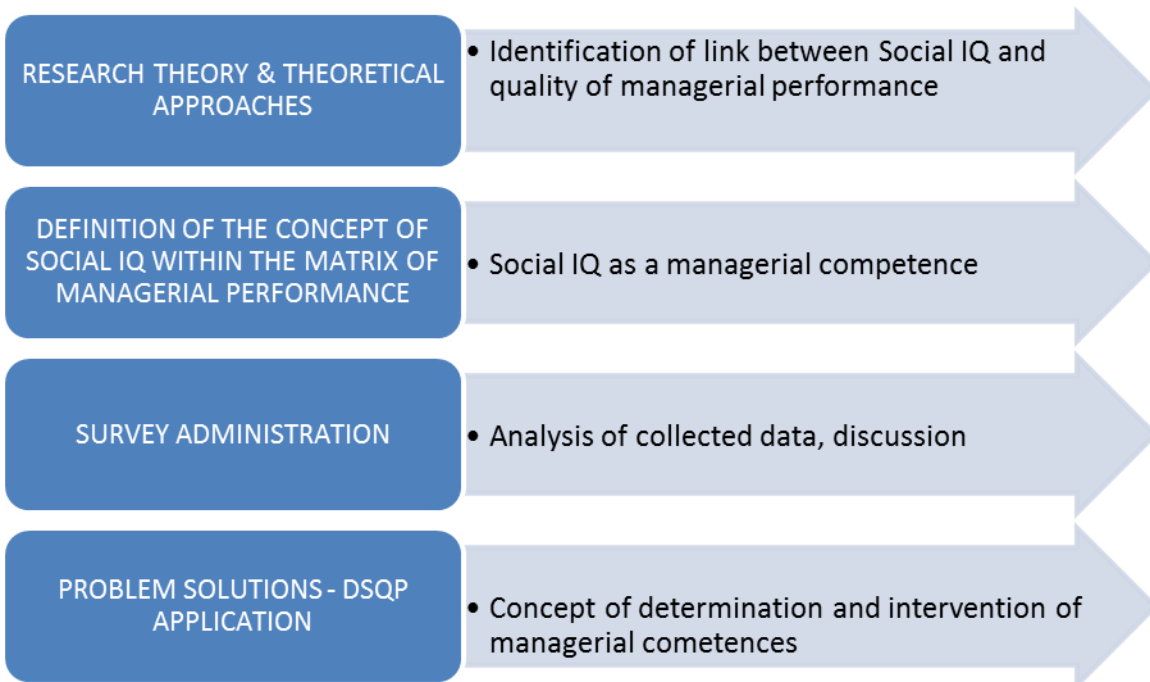 RESEARCH THEORY & THEORETICAL
APPROACHES
• Identification of link between Social IQ and
quality of managerial performance
DEFINITION OF THE CONCEPT OF
SOCIAL IQ WITHIN THE MATRIX OF
MANAGERIAL PERFORMANCE
• Social IQ as a managerial competence
SURVEY ADMINISTRATION
• Analysis of collected data, discussion
PROBLEM SOLUTIONS - DSQP
APPLICATION
• Concept of determination and intervention of
managerial cometences